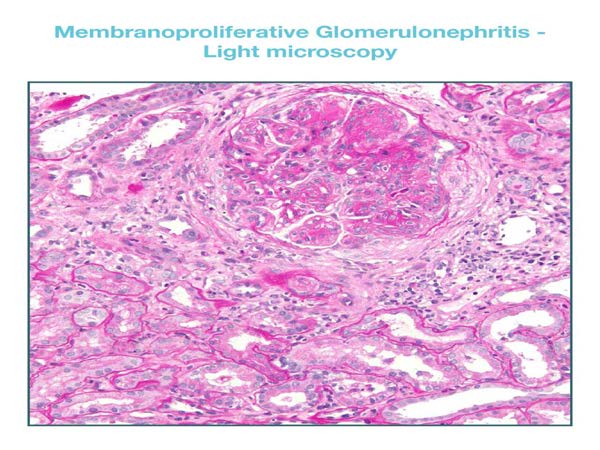 Membranoproliferative Glomerulonephritis -
Light microscopy